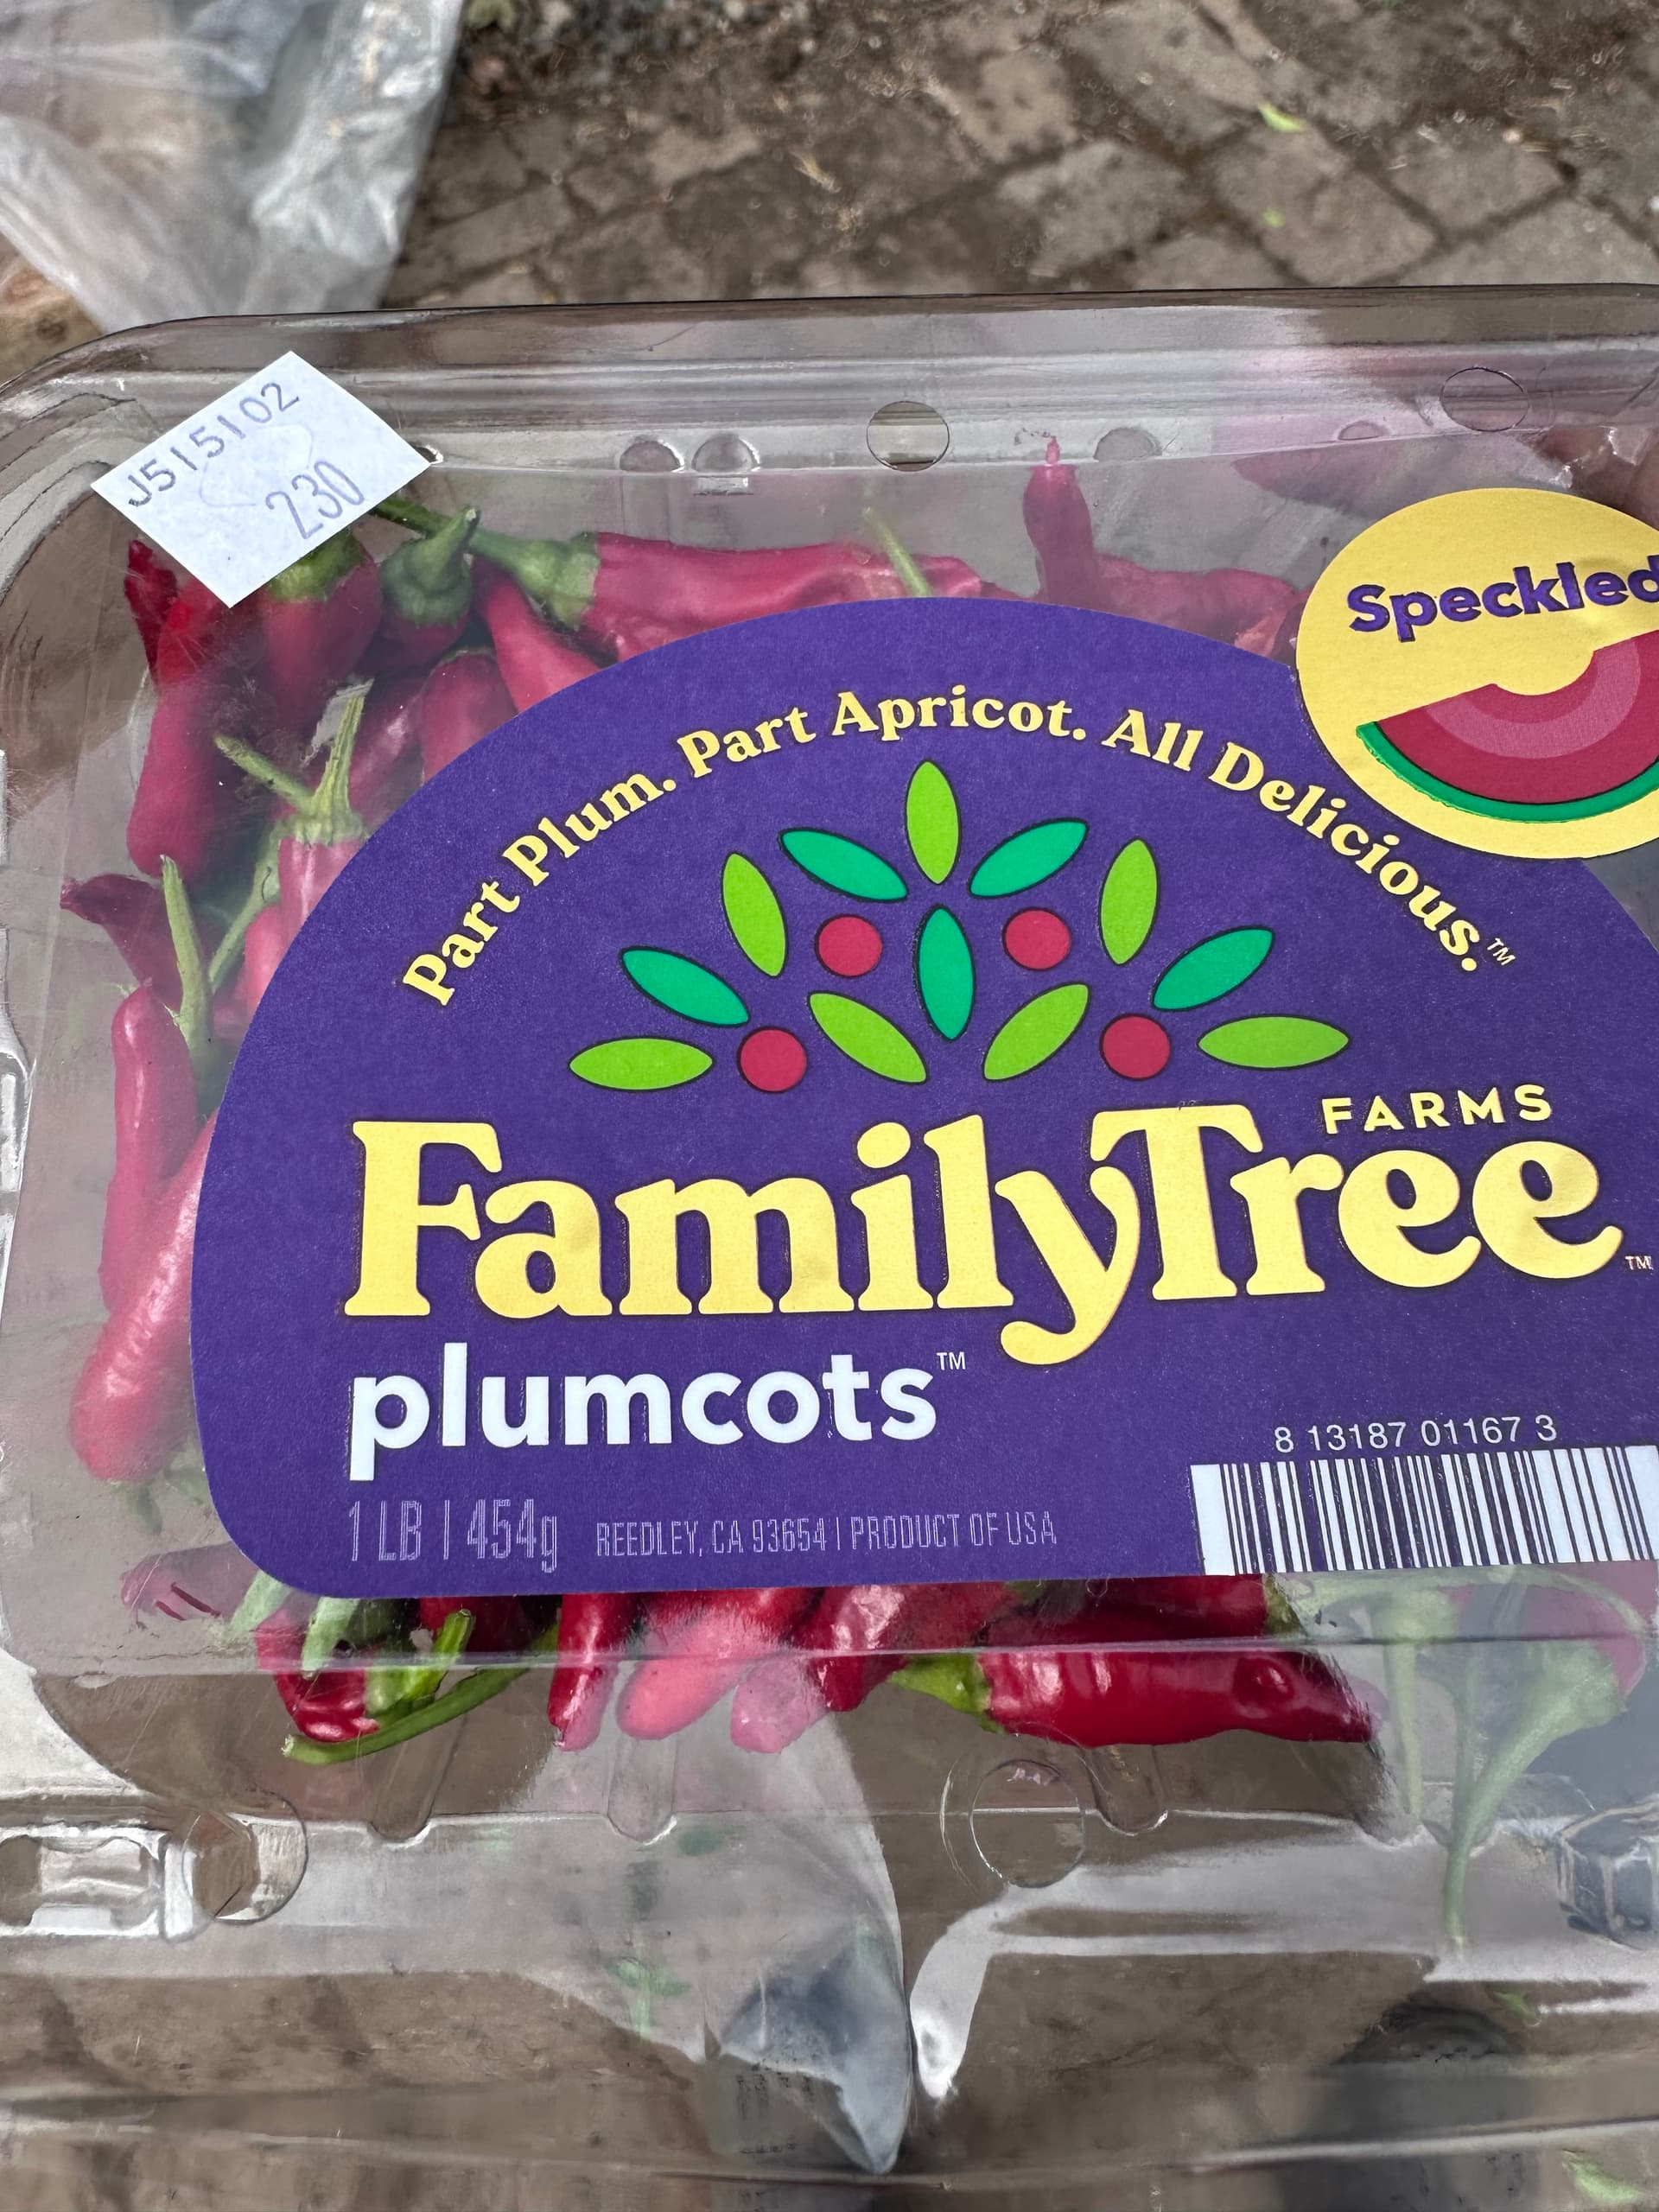 J515102
230
Speckled
Part Plum. Part Apricot. All Delicious.™
FARMS
FamilyTree™
plumcots™
8 13187 01167 3
1 LB | 454g REEDLEY, CA 93654 | PRODUCT OF USA